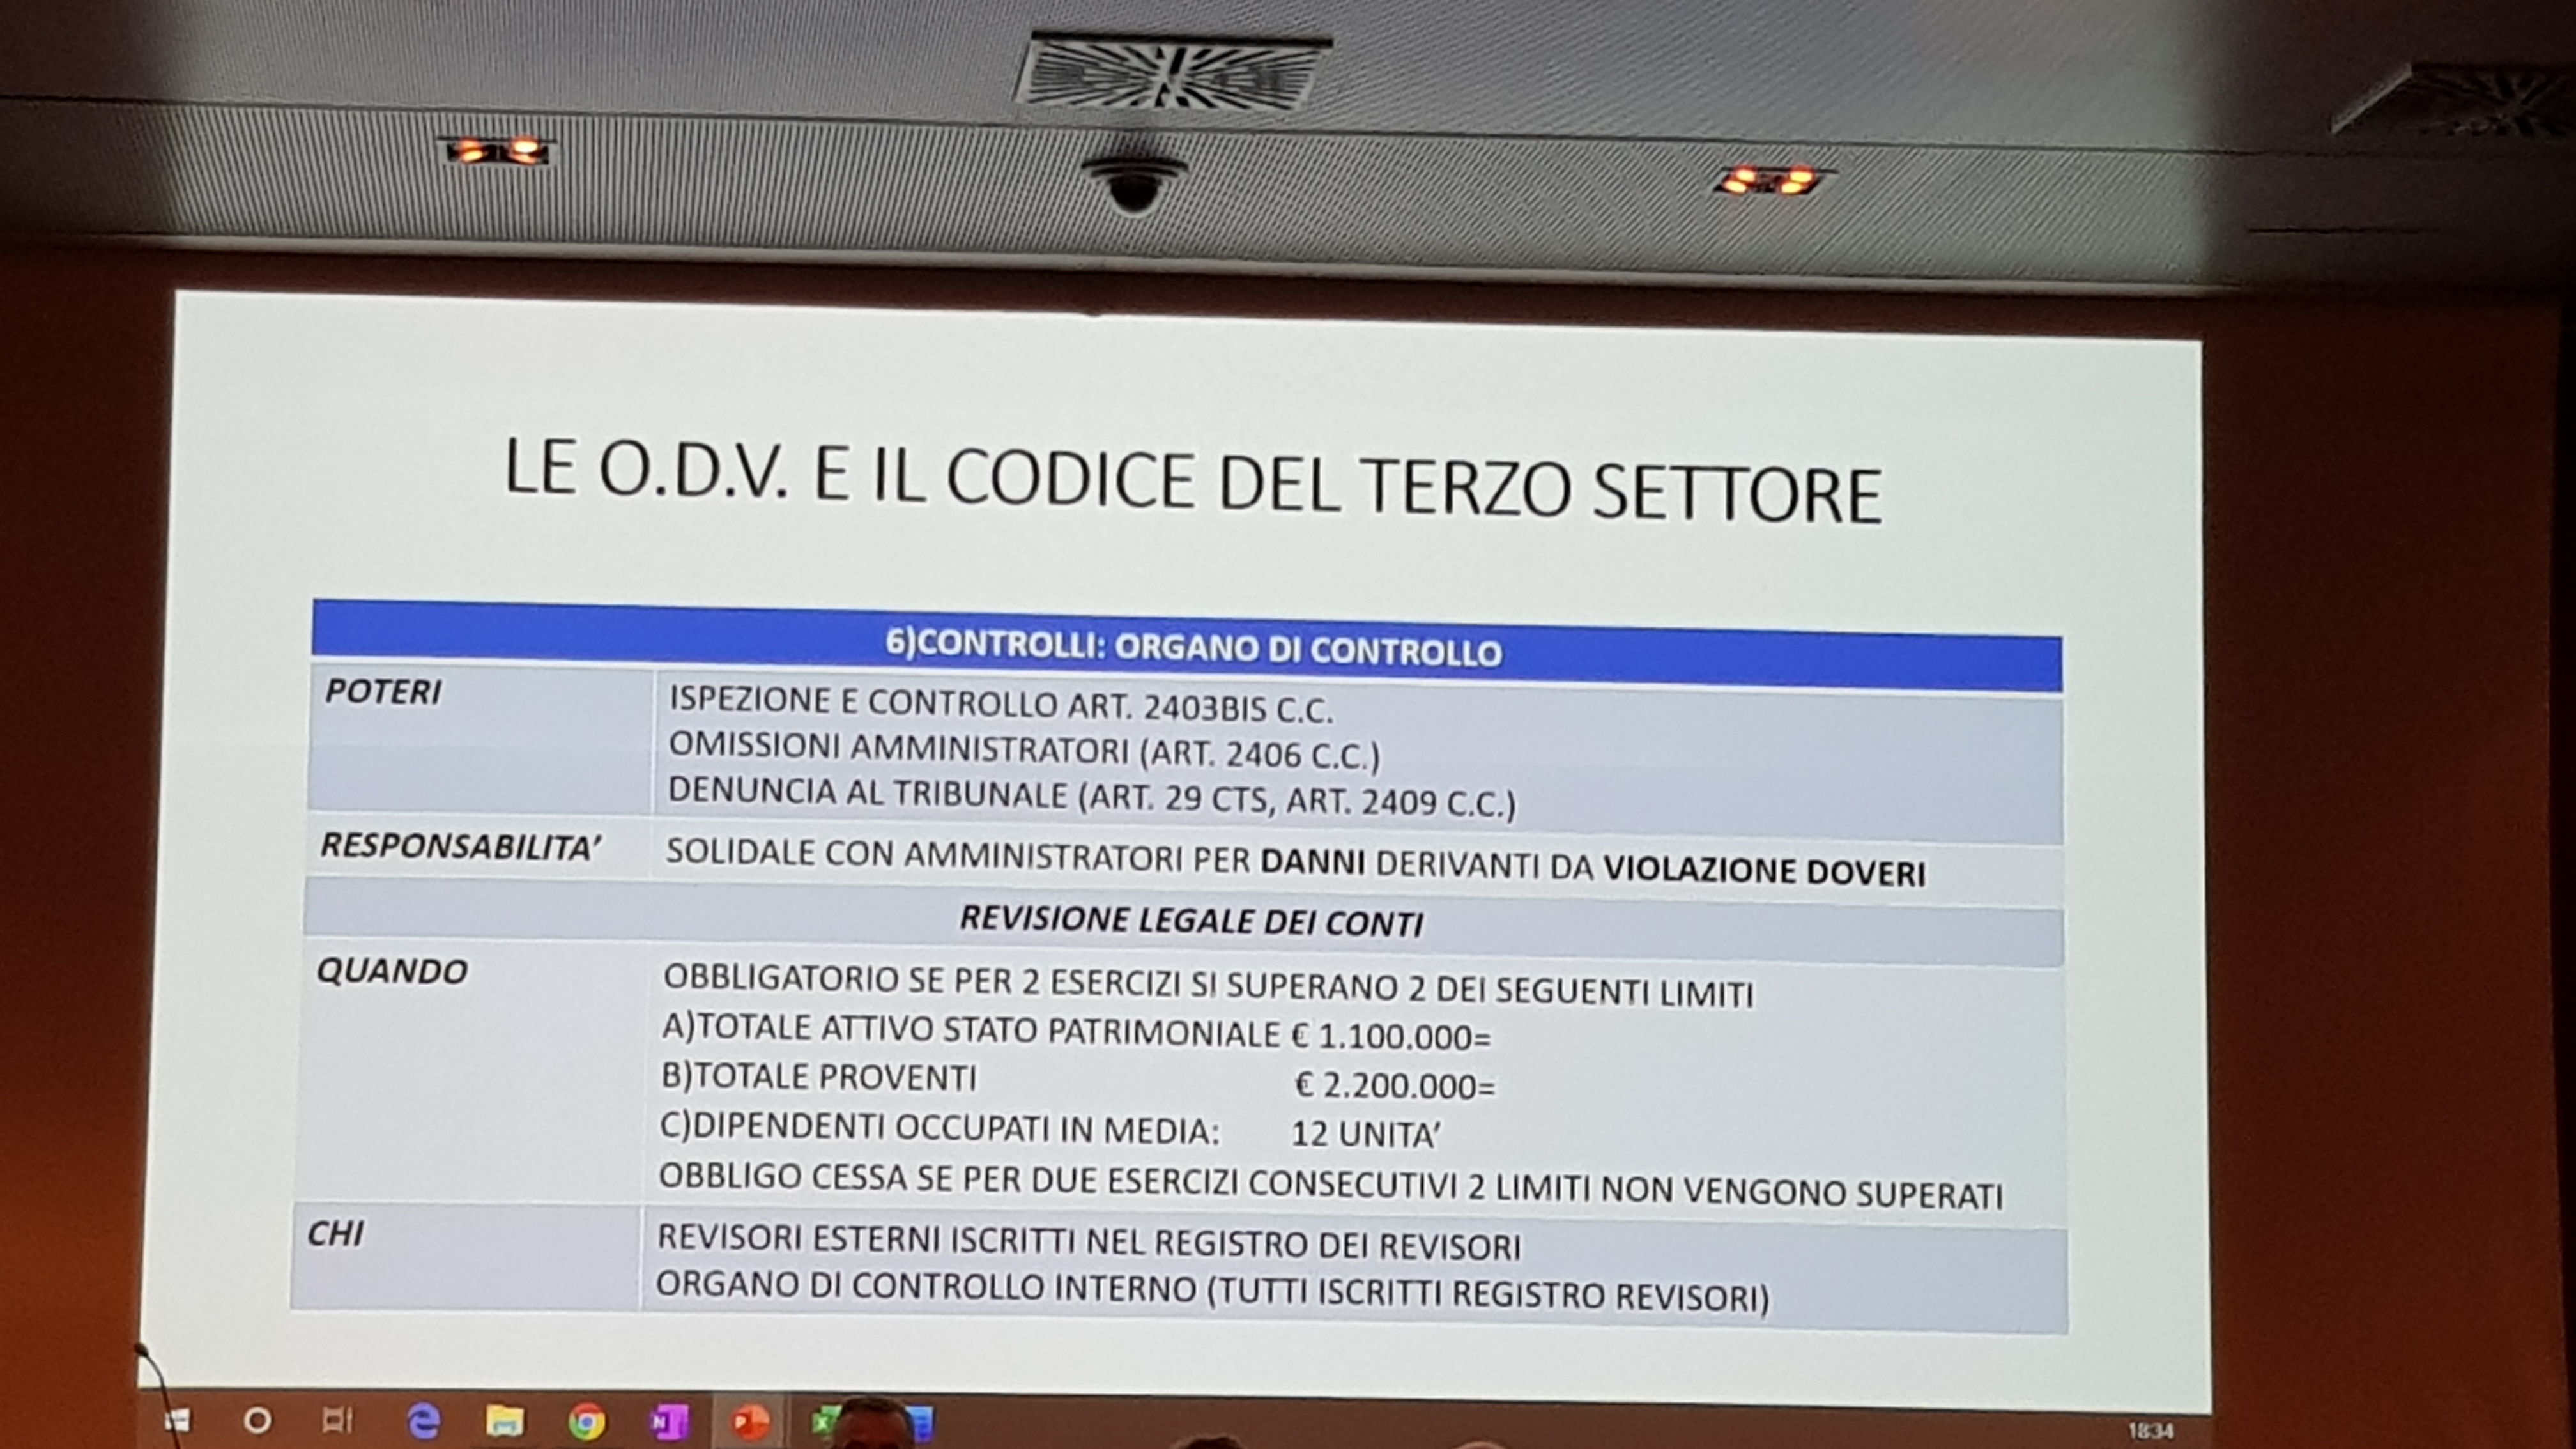 LE O.D.V. E IL CODICE DEL TERZO SETTORE
6)CONTROLLI: ORGANO DI CONTROLLO
POTERI
ISPEZIONE E CONTROLLO ART. 2403BIS C.C.
OMISSIONI AMMINISTRATORI (ART. 2406 C.C.)
DENUNCIA AL TRIBUNALE (ART. 29 CTS, ART. 2409 C.C.)
RESPONSABILITA' SOLIDALE CON AMMINISTRATORI PER DANNI DERIVANTI DA VIOLAZIONE DOVERI
REVISIONE LEGALE DEI CONTI
QUANDO
OBBLIGATORIO SE PER 2 ESERCIZI SI SUPERANO 2 DEI SEGUENTI LIMITI
A)TOTALE ATTIVO STATO PATRIMONIALE € 1.100.000=
B)TOTALE PROVENTI € 2.200.000=
C)DIPENDENTI OCCUPATI IN MEDIA: 12 UNITA'
OBBLIGO CESSA SE PER DUE ESERCIZI CONSECUTIVI 2 LIMITI NON VENGONO SUPERATI
CHI
REVISORI ESTERNI ISCRITTI NEL REGISTRO DEI REVISORI
ORGANO DI CONTROLLO INTERNO (TUTTI ISCRITTI REGISTRO REVISORI)
18:34